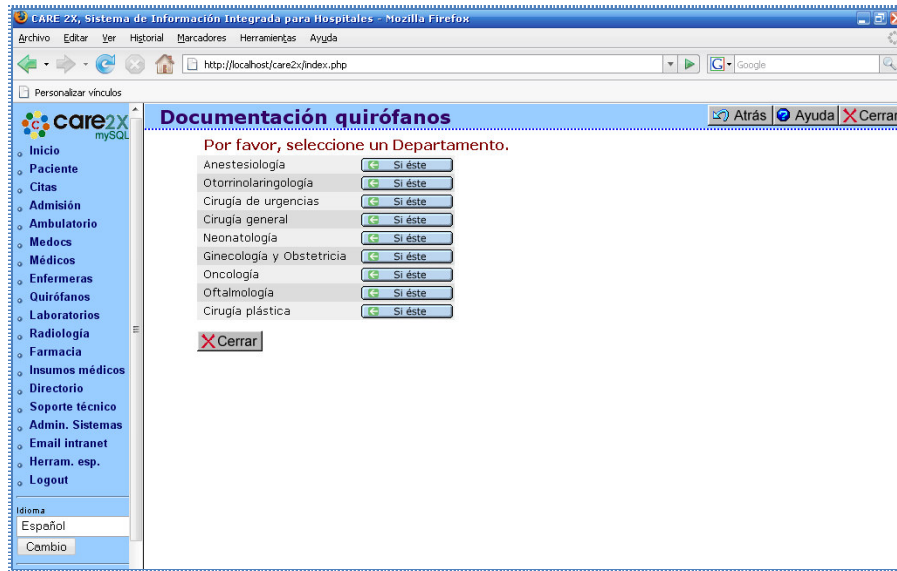 CARE 2X, Sistema de Información Integrada para Hospitales - Mozilla Firefox
Archivo Editar Ver Historial Marcadores Herramientas Ayuda
http://localhost/care2x/index.php
G Google
Personalizar vínculos
care2x
mySQL
Inicio
Paciente
Citas
Admisión
Ambulatorio
Medocs
Médicos
Enfermeras
Quirófanos
Laboratorios
Radiología
Farmacia
Insumos médicos
Directorio
Soporte técnico
Admin. Sistemas
Email intranet
Herram. esp.
Logout
Idioma
Español
Cambio
Documentación quirófanos
Atrás Ayuda Cerrar
Por favor, seleccione un Departamento.
Anestesiología Si éste
Otorrinolaringología Si éste
Cirugía de urgencias Si éste
Cirugía general Si éste
Neonatología Si éste
Ginecología y Obstetricia Si éste
Oncología Si éste
Oftalmología Si éste
Cirugía plástica Si éste
Cerrar